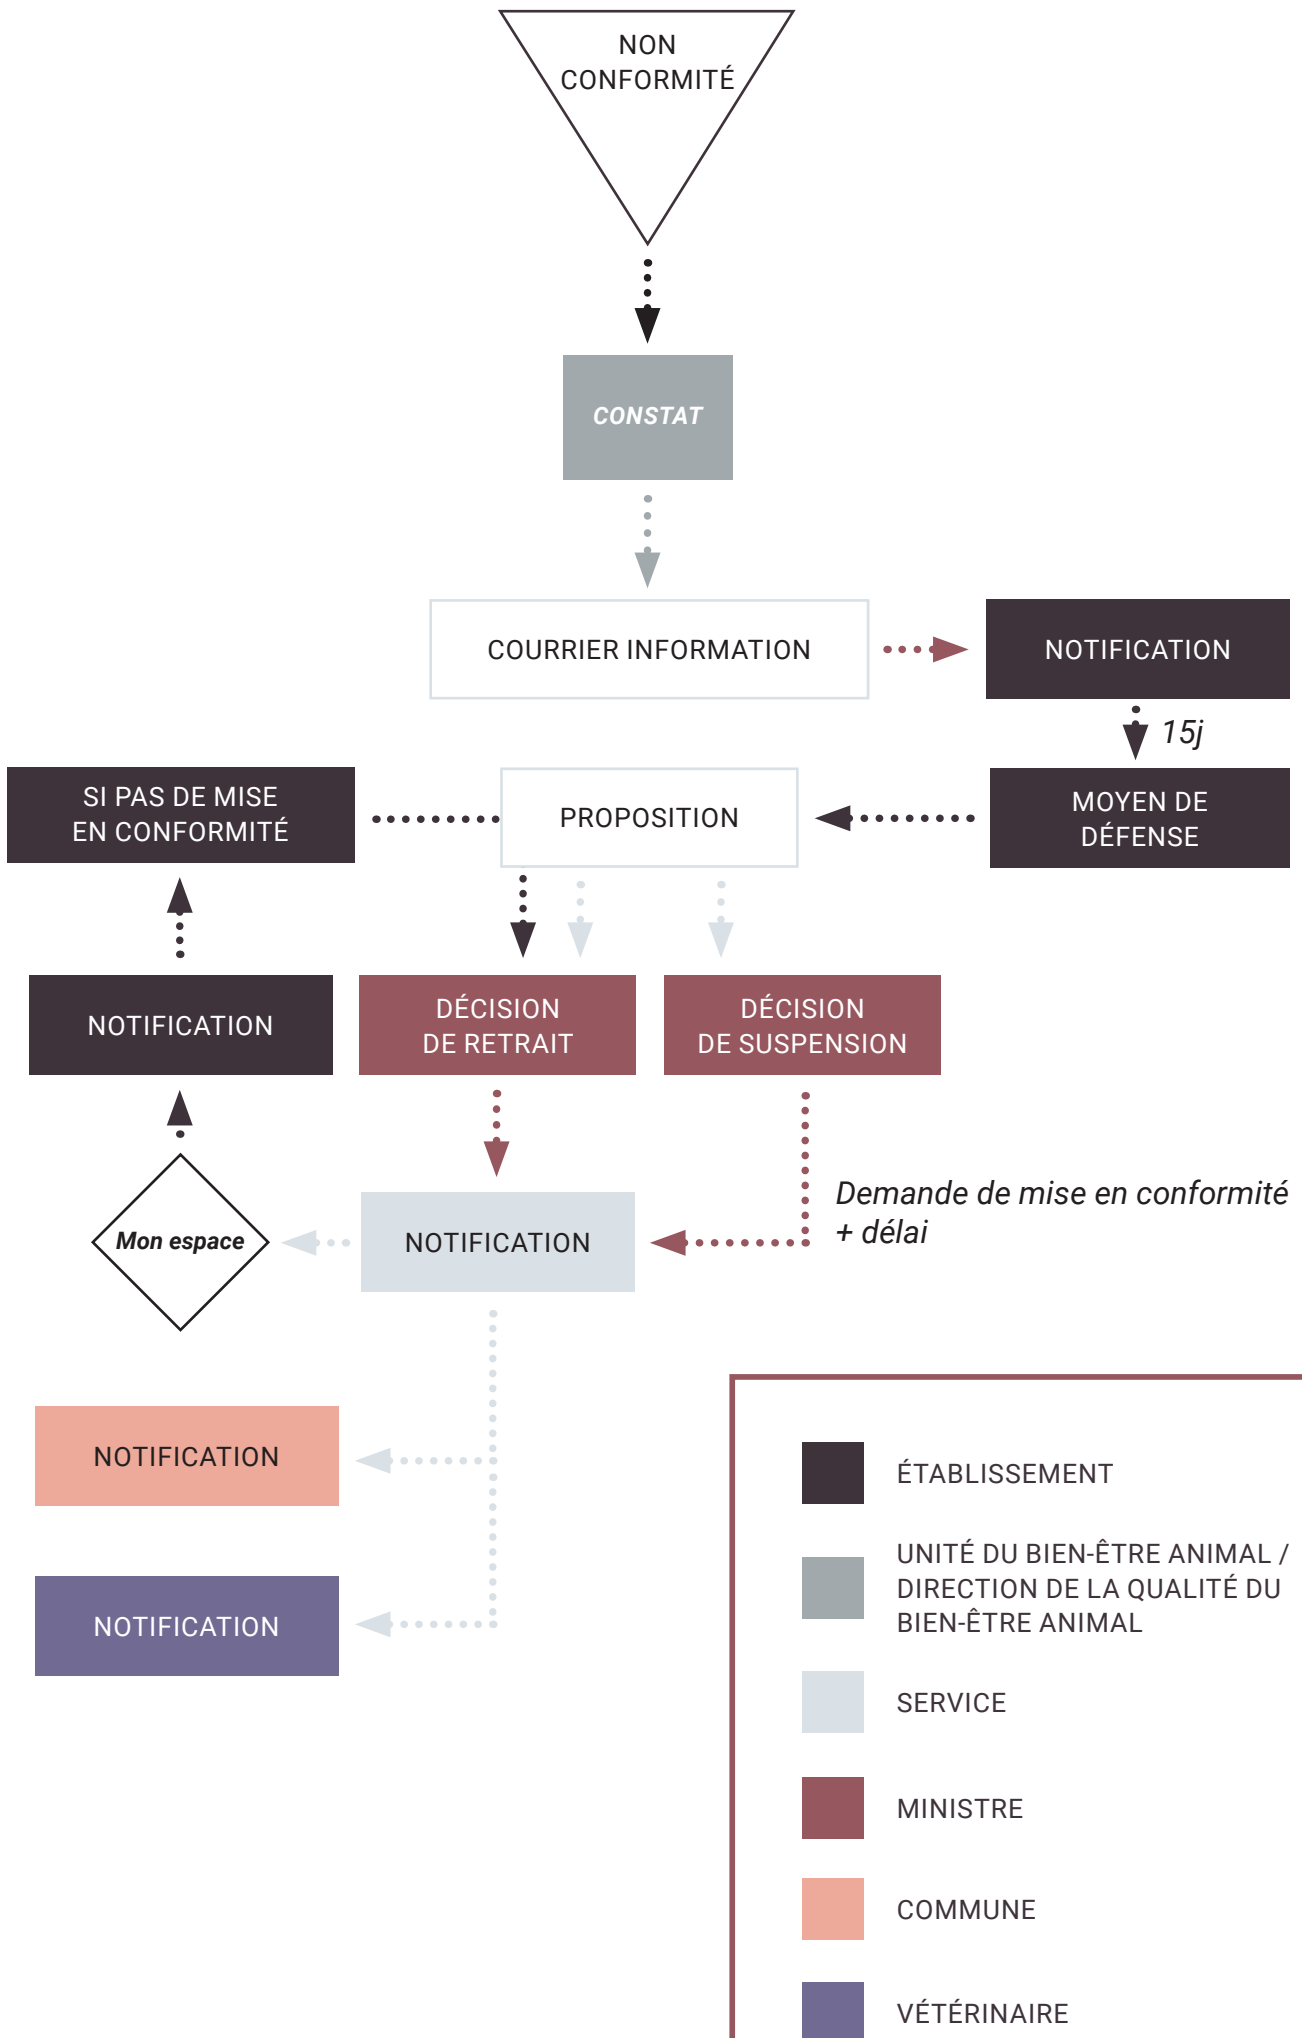 NON
CONFORMITÉ
CONSTAT
COURRIER INFORMATION
NOTIFICATION
15j
SI PAS DE MISE
EN CONFORMITÉ
PROPOSITION
MOYEN DE
DÉFENSE
NOTIFICATION
DÉCISION
DE RETRAIT
DÉCISION
DE SUSPENSION
Mon espace
NOTIFICATION
Demande de mise en conformité
+ délai
NOTIFICATION
NOTIFICATION
ÉTABLISSEMENT
UNITÉ DU BIEN-ÊTRE ANIMAL /
DIRECTION DE LA QUALITÉ DU
BIEN-ÊTRE ANIMAL
SERVICE
MINISTRE
COMMUNE
VÉTÉRINAIRE